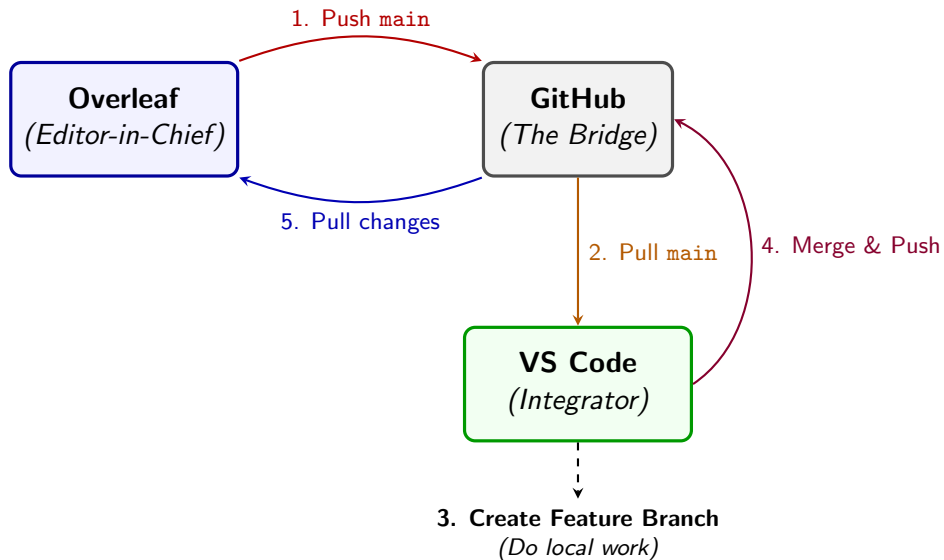 1. Push main
Overleaf
(Editor-in-Chief)
GitHub
(The Bridge)
5. Pull changes
2. Pull main
4. Merge & Push
VS Code
(Integrator)
3. Create Feature Branch
(Do local work)